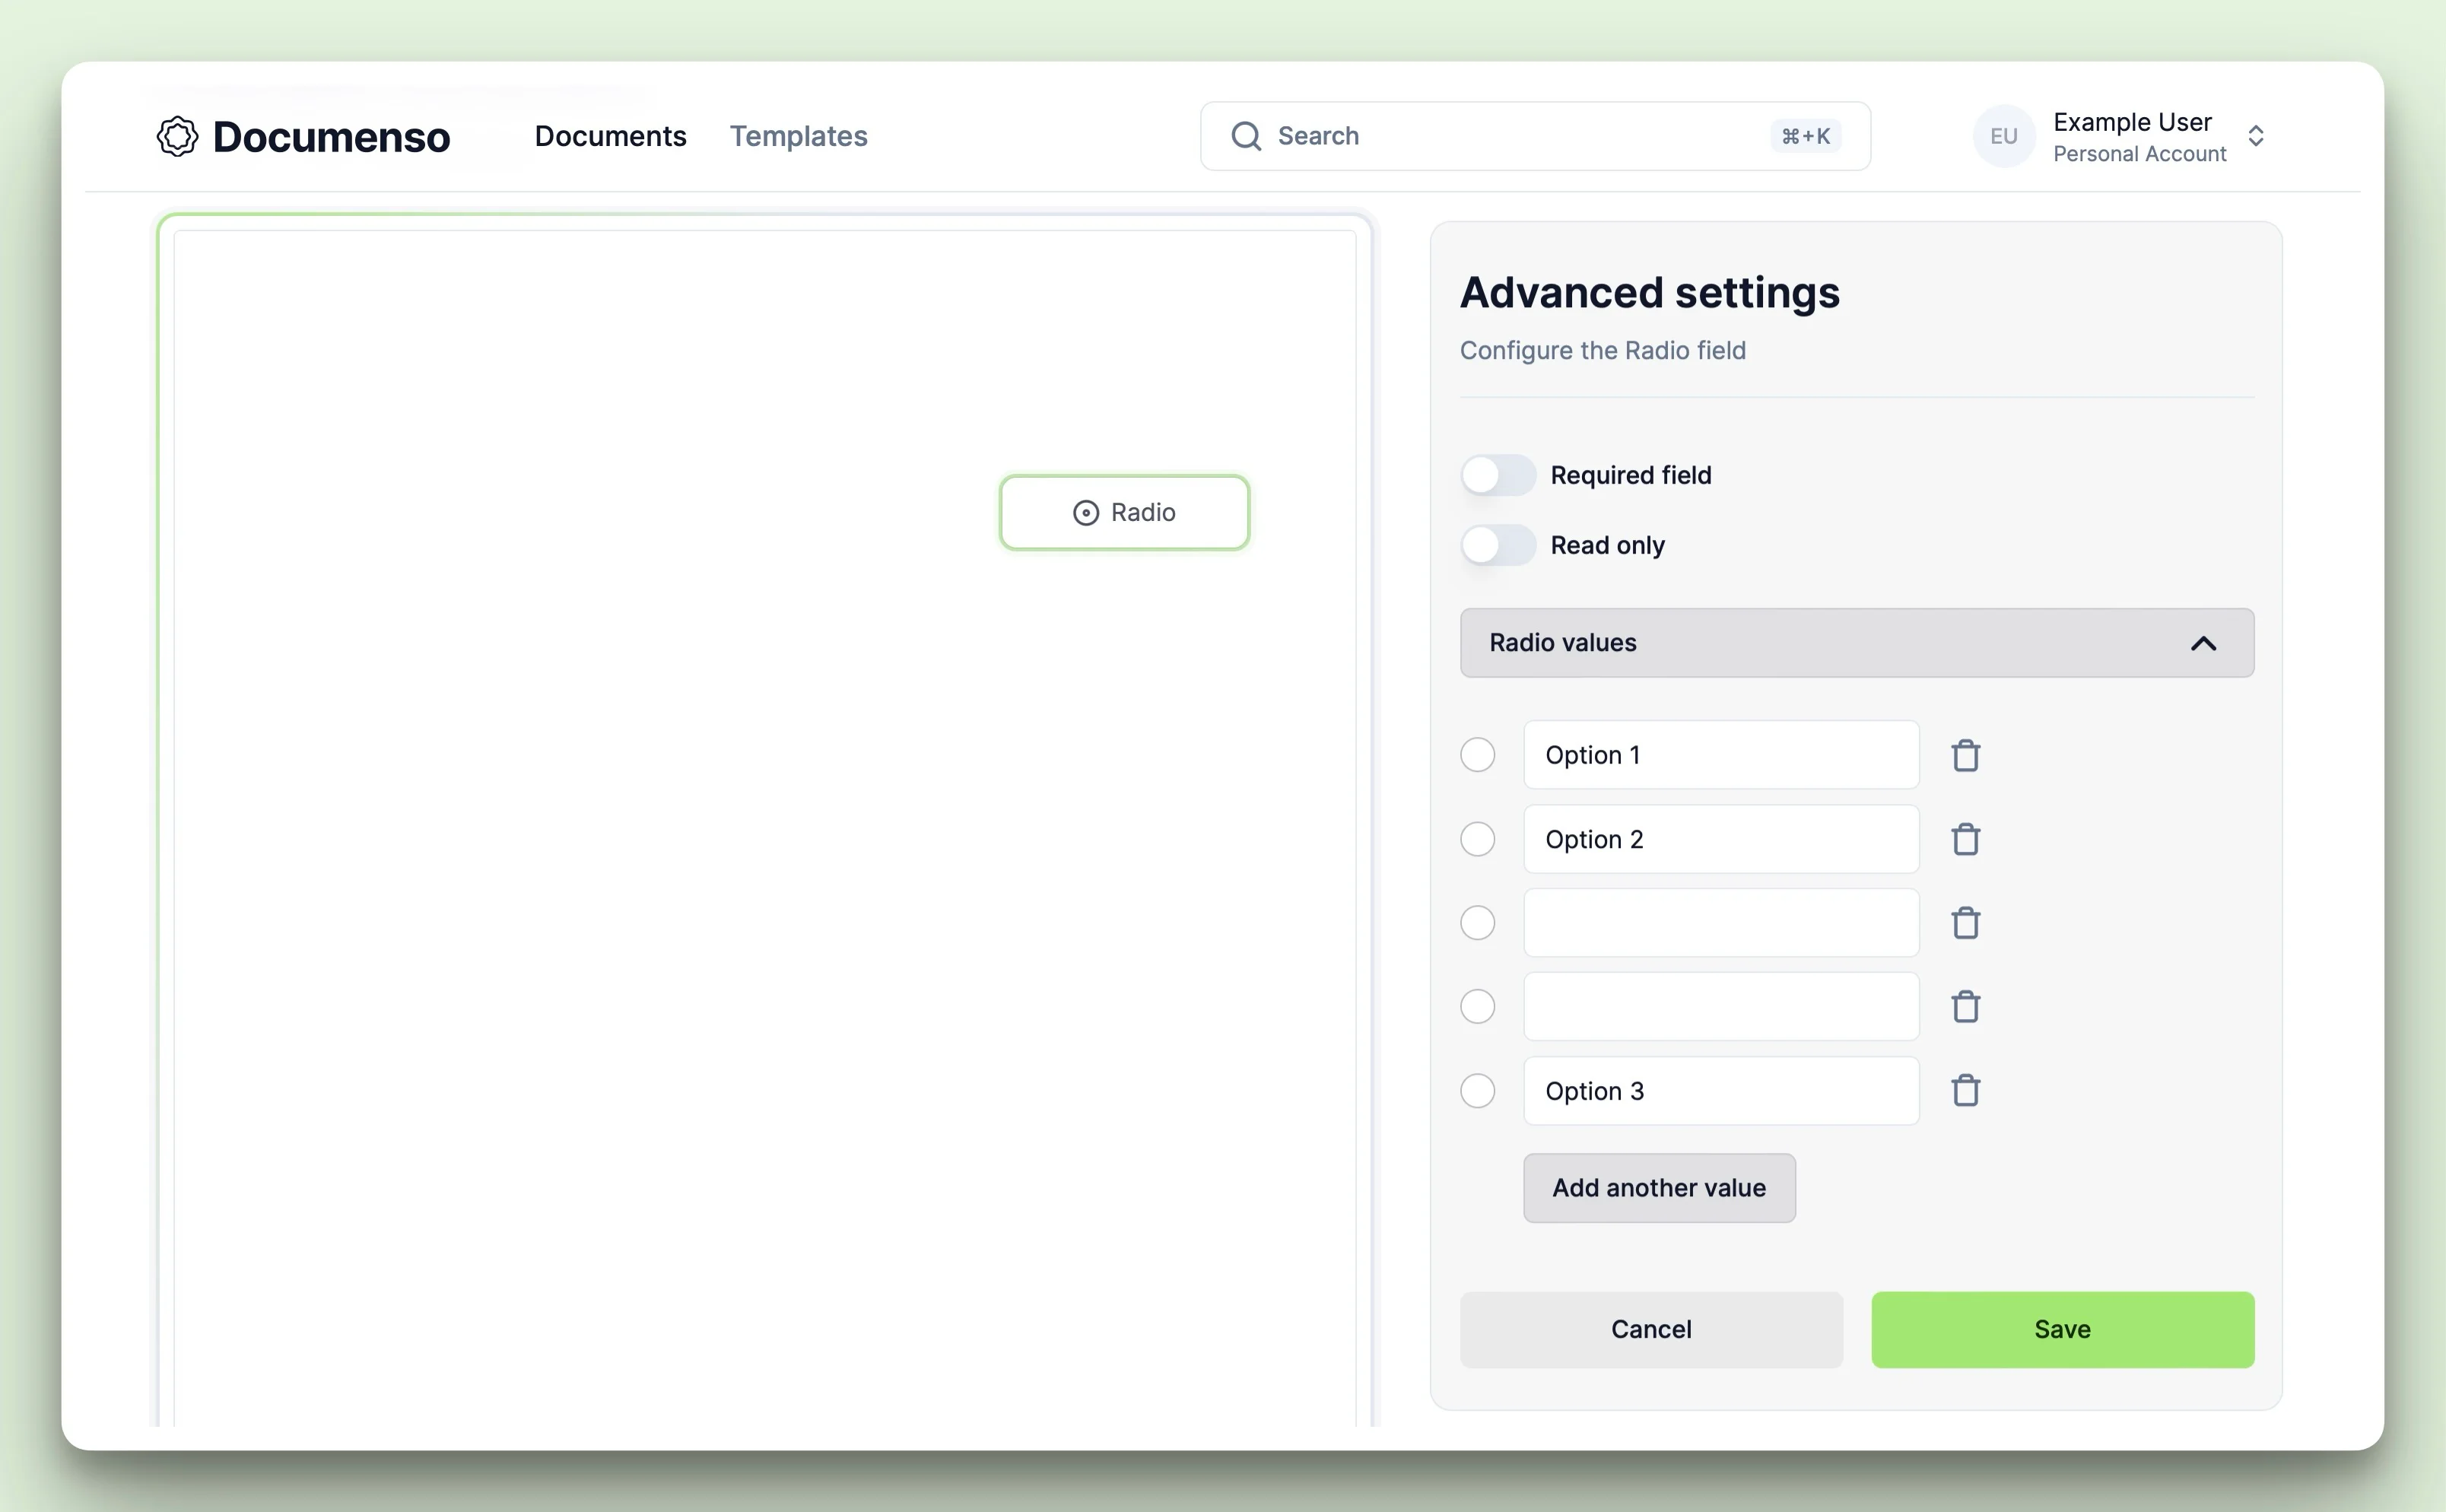 Documenso
Documents
Templates
Search
⌘+K
EU
Example User
Personal Account
Radio
Advanced settings
Configure the Radio field
Required field
Read only
Radio values
Option 1
Option 2
Option 3
Add another value
Cancel
Save